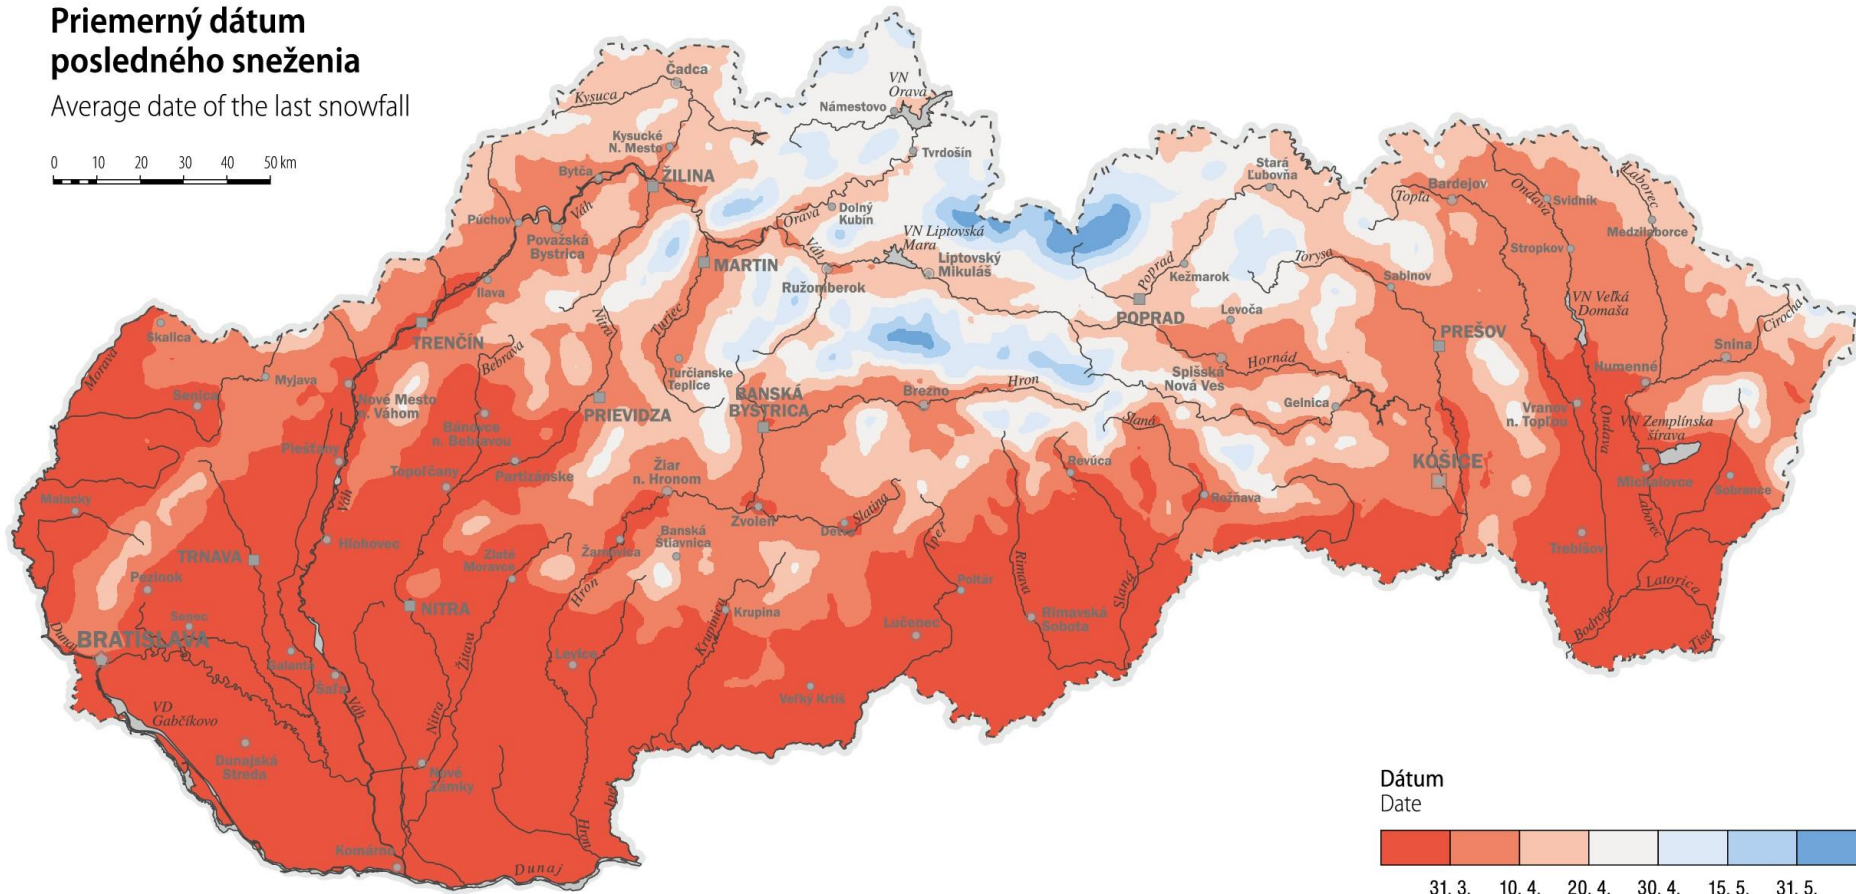 Priemerný dátum
posledného sneženia
Average date of the last snowfall
0 10 20 30 40 50 km
Čadca
Kysuca
VN
Orava
Námestovo
Kysucké
N. Mesto
Tvrdošín
Bytča
ŽILINA
Stará
Ľubovňa
Bardejov
Topľa
Ondava
Svidník
Laborec
Púchov
Váh
Považská
Bystrica
Orava
Dolný
Kubín
Váh
VN Liptovská
Mara
Medzilaborce
Stropkov
MARTIN
Liptovský
Mikuláš
Poprad
Kežmarok
Torysa
Sabinov
Ilava
Ružomberok
Nitra
Turiec
POPRAD
Levoča
VN Veľká
Domaša
Cirocha
Skalica
TRENČÍN
PREŠOV
Morava
Bebrava
Turčianske
Teplice
Spišská
Nová Ves
Hornád
Humenné
Snina
Myjava
Senica
Nové Mesto
n. Váhom
PRIEVIDZA
BANSKÁ
BYSTRICA
Brezno
Hron
Gelnica
Bánovce
n. Bebravou
Slaná
Vranov
n. Topľou
Ondava
VN Zemplínska
šírava
Piešťany
Topoľčany
Partizánske
Žiar
n. Hronom
Revúca
KOŠICE
Michalovce
Sobrance
Malacky
Váh
Rožňava
Zvolen
Detva
Slatina
Ipeľ
Laborec
Hlohovec
TRNAVA
Zlaté
Moravce
Žarnovica
Banská
Štiavnica
Trebišov
Pezinok
Hron
Poltár
Rimava
Slaná
Latorica
NITRA
Krupinica
Krupina
Rimavská
Sobota
Bodrog
Tisa
Senec
Dunaj
BRATISLAVA
Lučenec
Galanta
Žitava
Levice
Šaľa
Váh
Veľký Krtíš
VD
Gabčíkovo
Nitra
Dunajská
Streda
Nové
Zámky
Ipeľ
Hron
Komárno
Dunaj
Dátum
Date
31. 3. 10. 4. 20. 4. 30. 4. 15. 5. 31. 5.